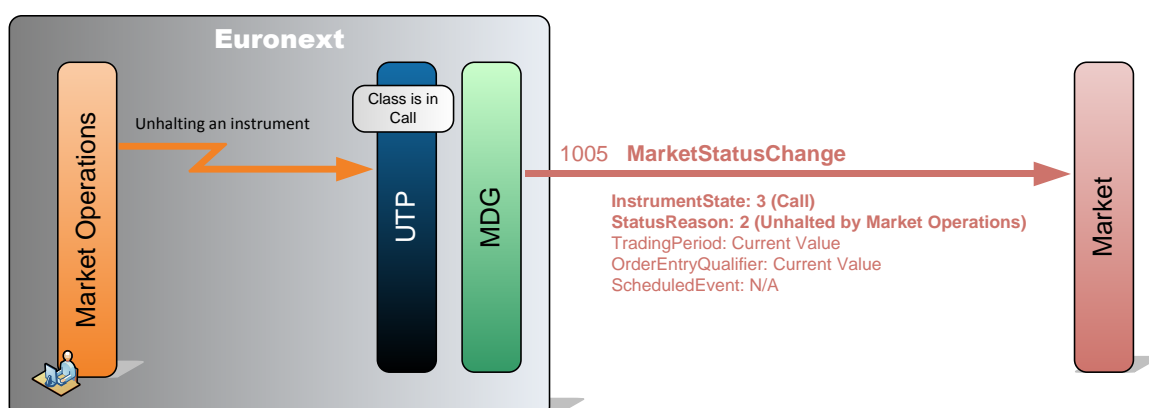 Euronext
Market Operations
Unhalting an instrument
Class is in
Call
UTP
MDG
1005 MarketStatusChange
InstrumentState: 3 (Call)
StatusReason: 2 (Unhalted by Market Operations)
TradingPeriod: Current Value
OrderEntryQualifier: Current Value
ScheduledEvent: N/A
Market